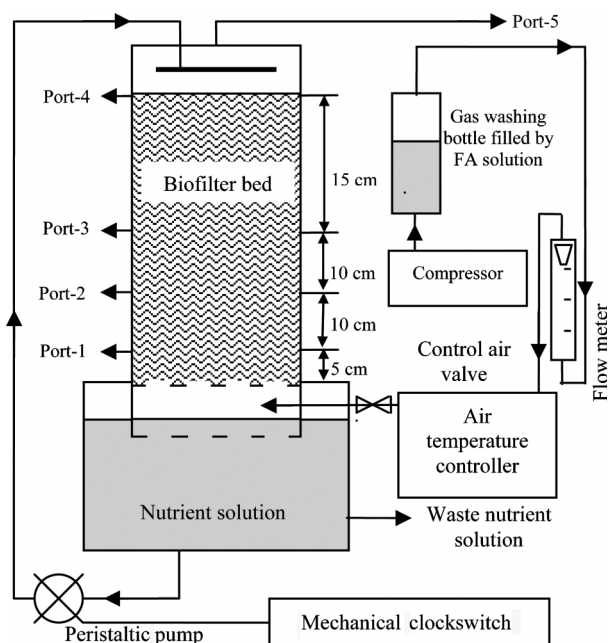 Port-5
Port-4
Gas washing
bottle filled by
FA solution
Biofilter bed
15 cm
Port-3
10 cm
Compressor
Port-2
10 cm
Port-1
Control air
valve
5 cm
Flow meter
Air
temperature
controller
Nutrient solution
Waste nutrient
solution
Mechanical clockswitch
Peristaltic pump